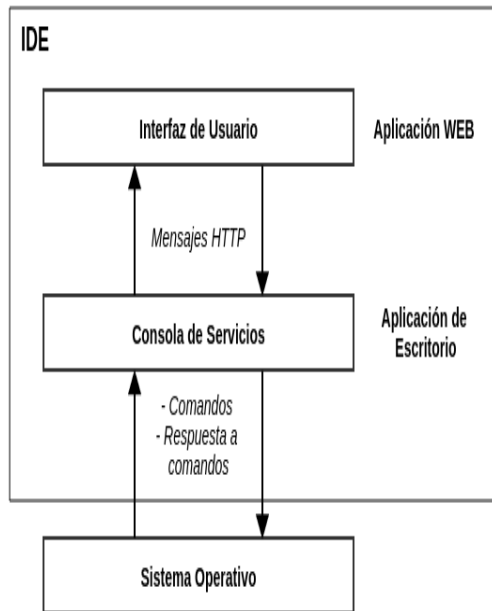 IDE
Interfaz de Usuario
Aplicación WEB
Mensajes HTTP
Consola de Servicios
Aplicación de
Escritorio
- Comandos
- Respuesta a
comandos
Sistema Operativo